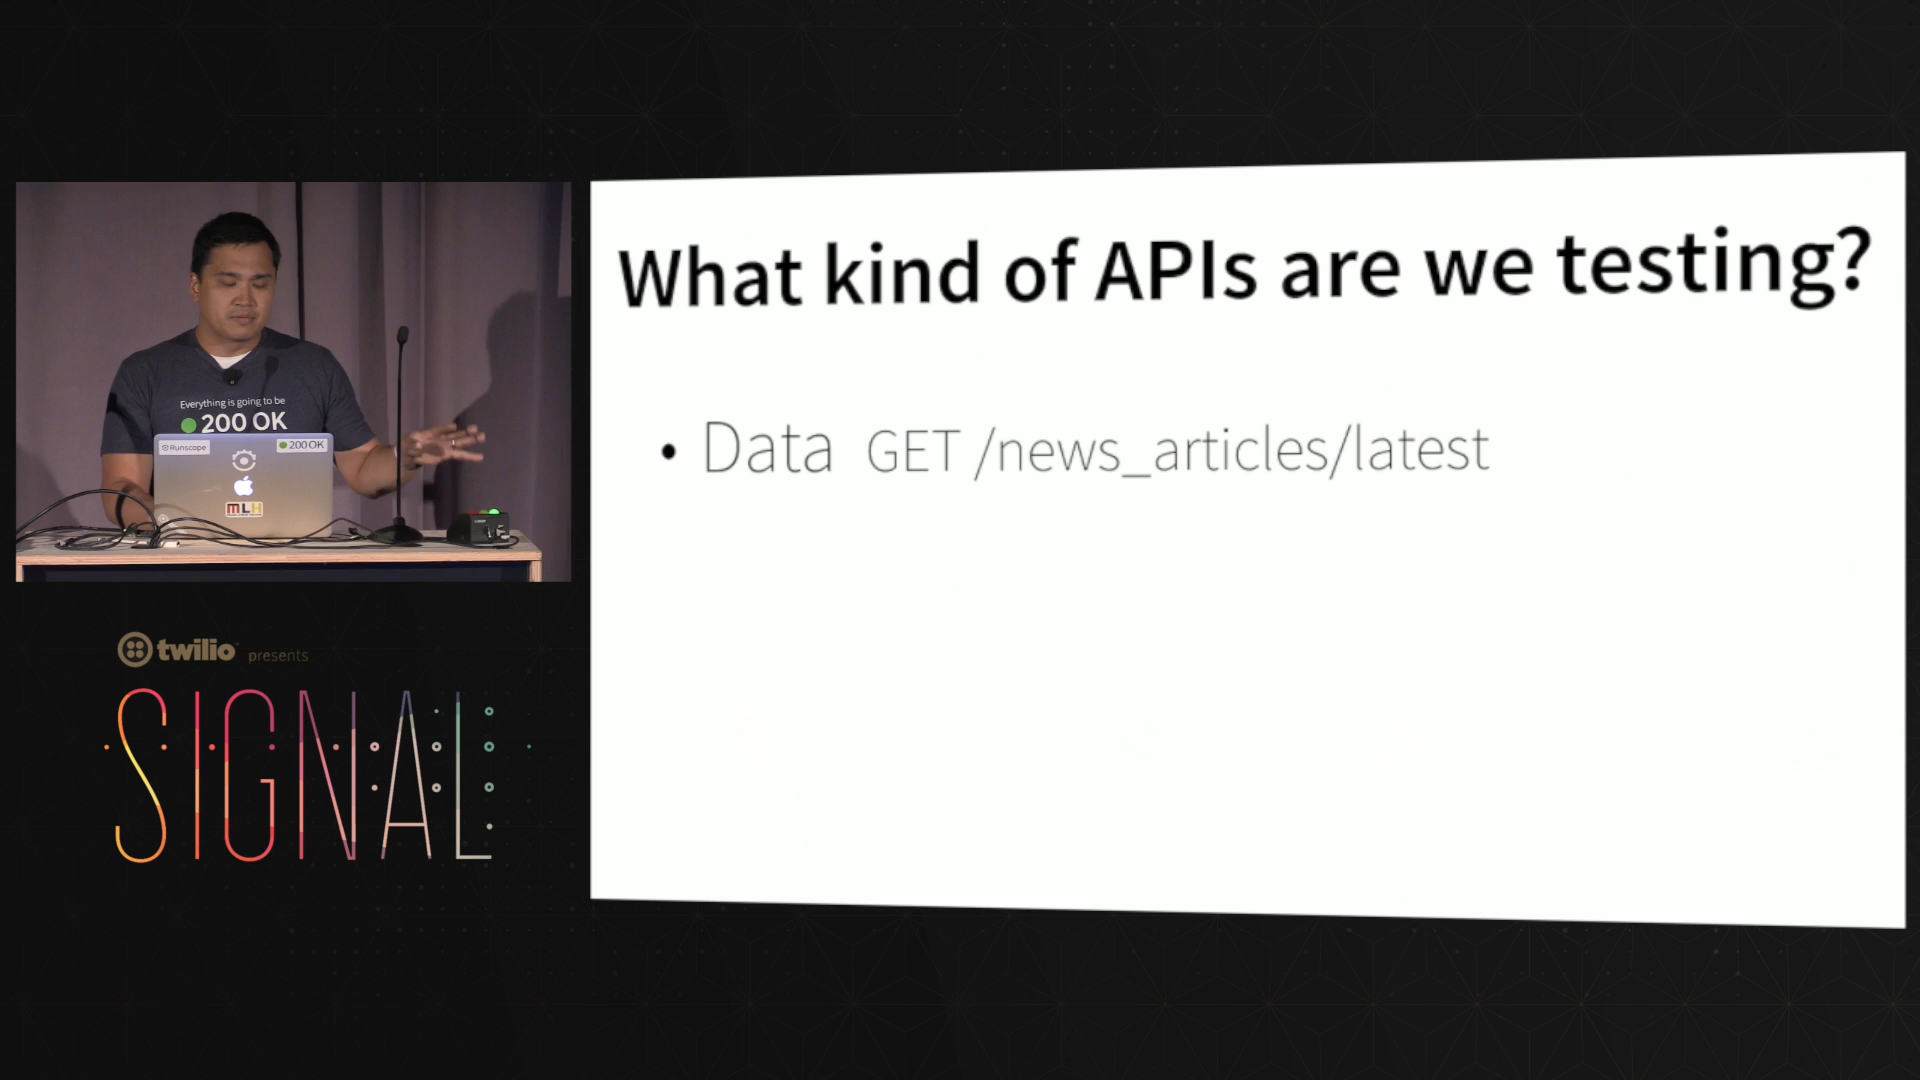 What kind of APIs are we testing?
• Data GET /news_articles/latest
Everything is going to be
200 OK
Runscope
200 OK
MLH
twilio presents
SIGNAL